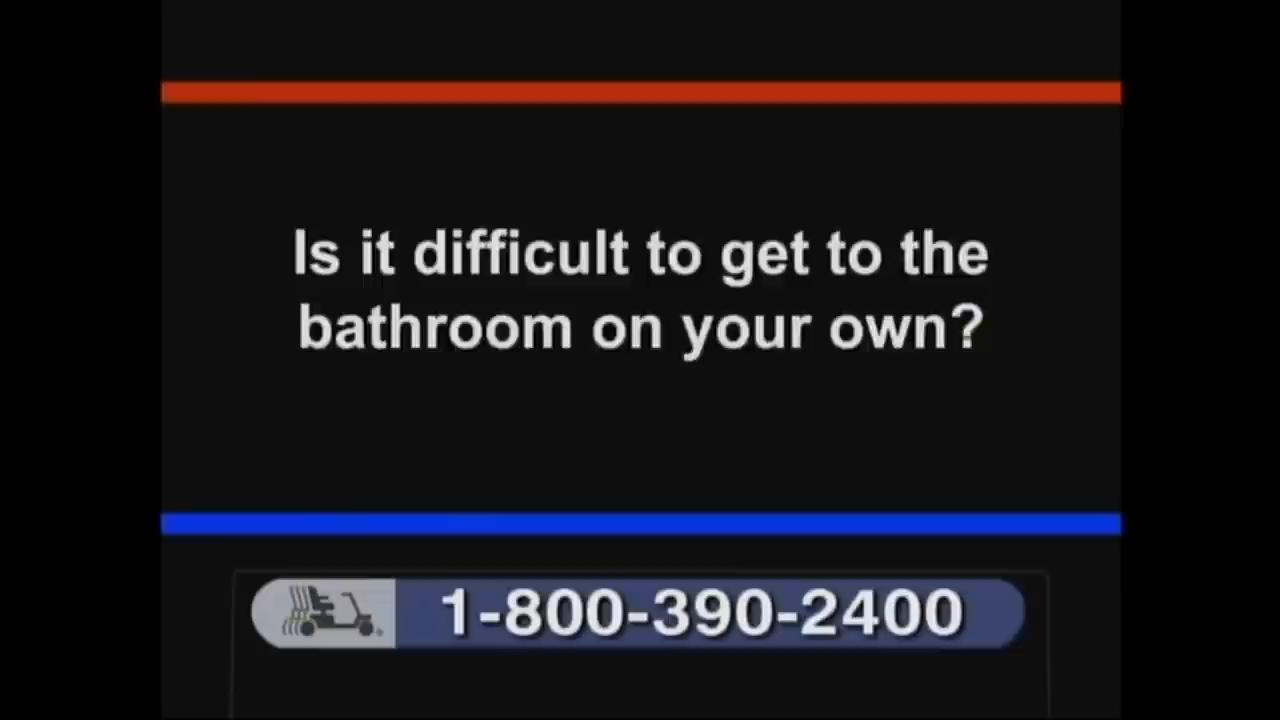 Is it difficult to get to the
bathroom on your own?
1-800-390-2400